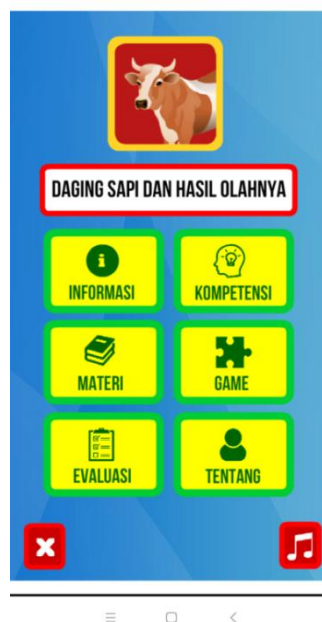 DAGING SAPI DAN HASIL OLAHNYA
INFORMASI
KOMPETENSI
MATERI
GAME
EVALUASI
TENTANG